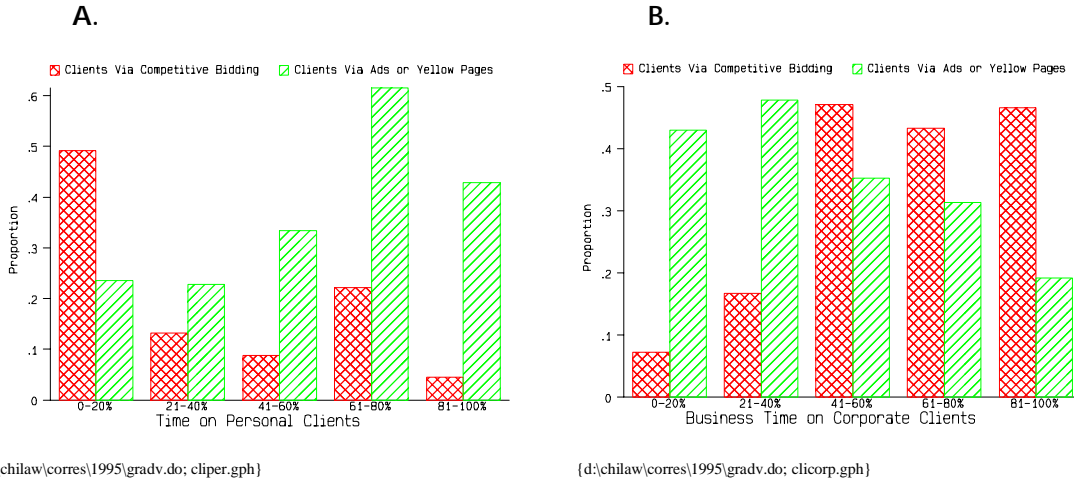 A.
Clients Via Competitive Bidding Clients Via Ads or Yellow Pages
.6
.5
.4
.3
.2
.1
0
Proportion
0-20% 21-40% 41-60% 61-80% 81-100%
Time on Personal Clients
chilaw\corres\1995\gradv.do; cliper.gph}
B.
Clients Via Competitive Bidding Clients Via Ads or Yellow Pages
.5
.4
.3
.2
.1
0
Proportion
0-20% 21-40% 41-60% 61-80% 81-100%
Business Time on Corporate Clients
{d:\chilaw\corres\1995\gradv.do; clicorp.gph}